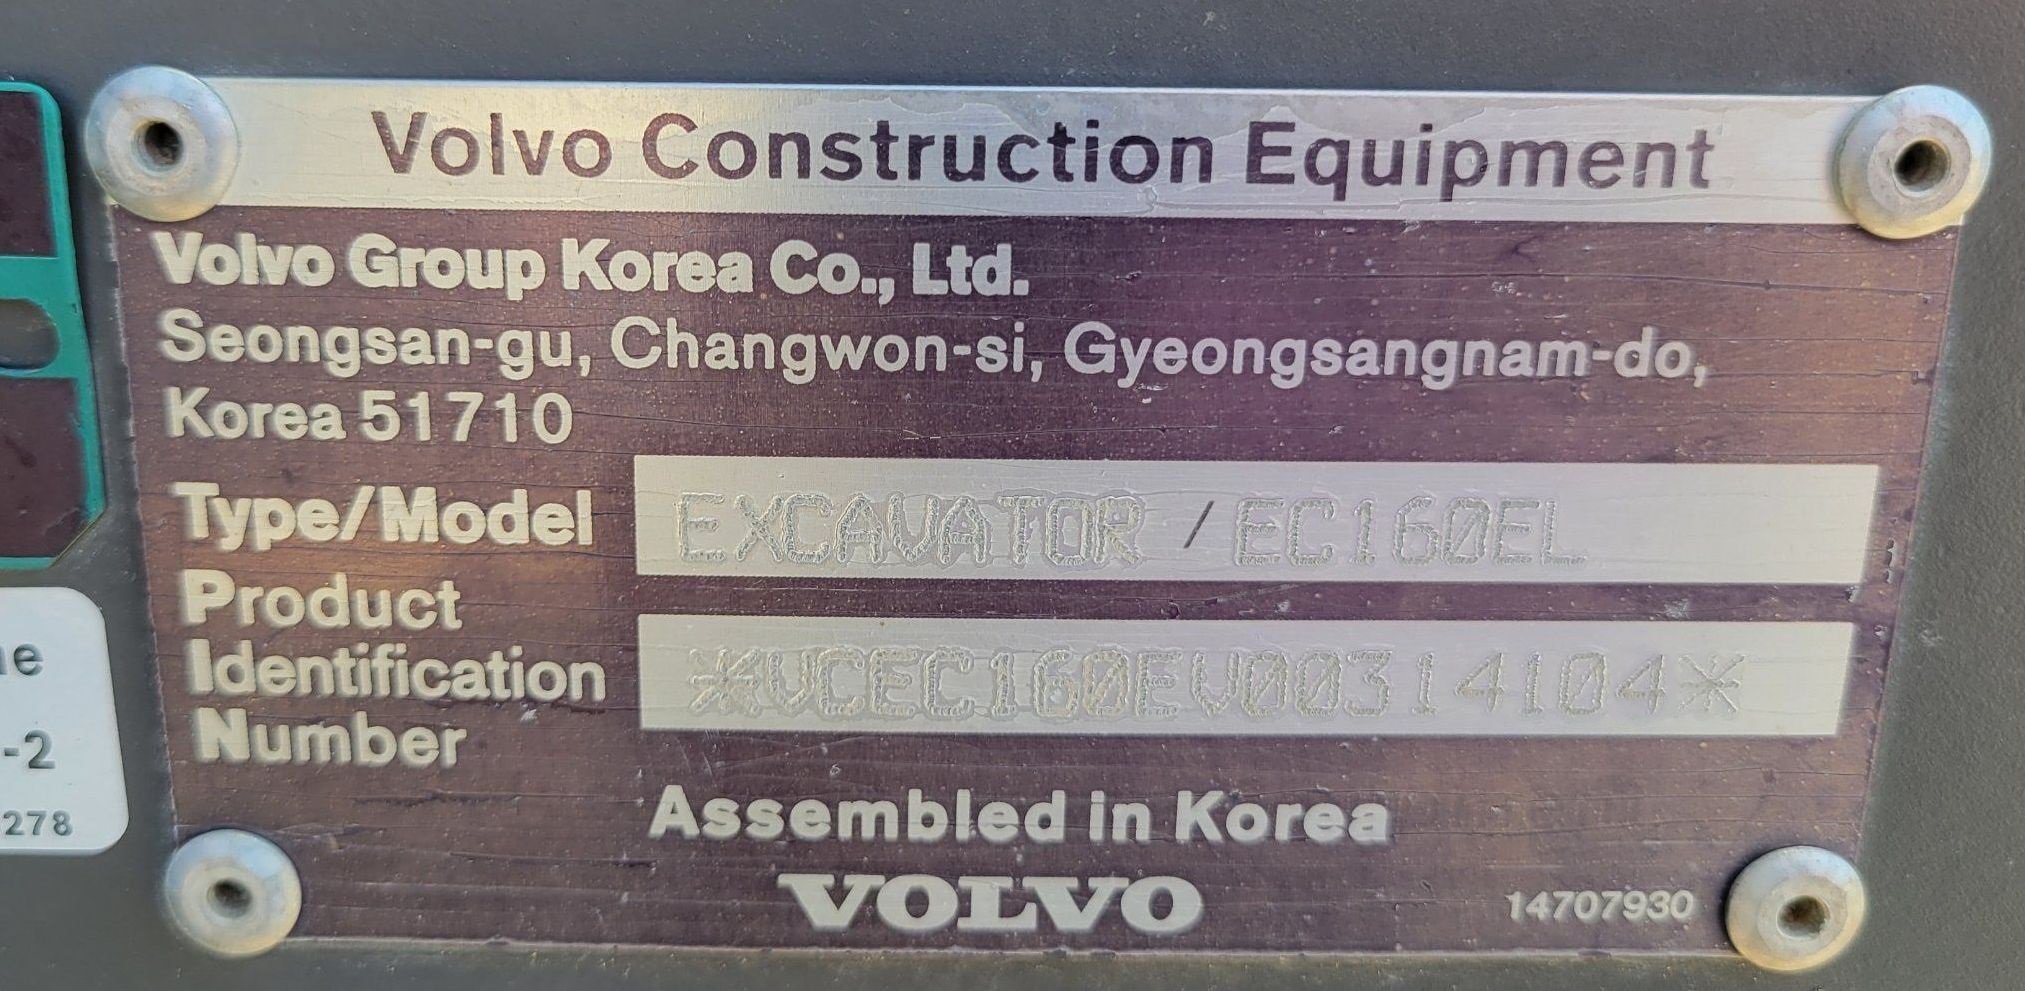 Volvo Construction Equipment
Volvo Group Korea Co., Ltd.
Seongsan-gu, Changwon-si, Gyeongsangnam-do,
Korea 51710
Type/Model EXCAVATOR / EC160EL
Product
Identification
Number *VCEC160EV00314104*
Assembled in Korea
VOLVO
14707930
-2
278